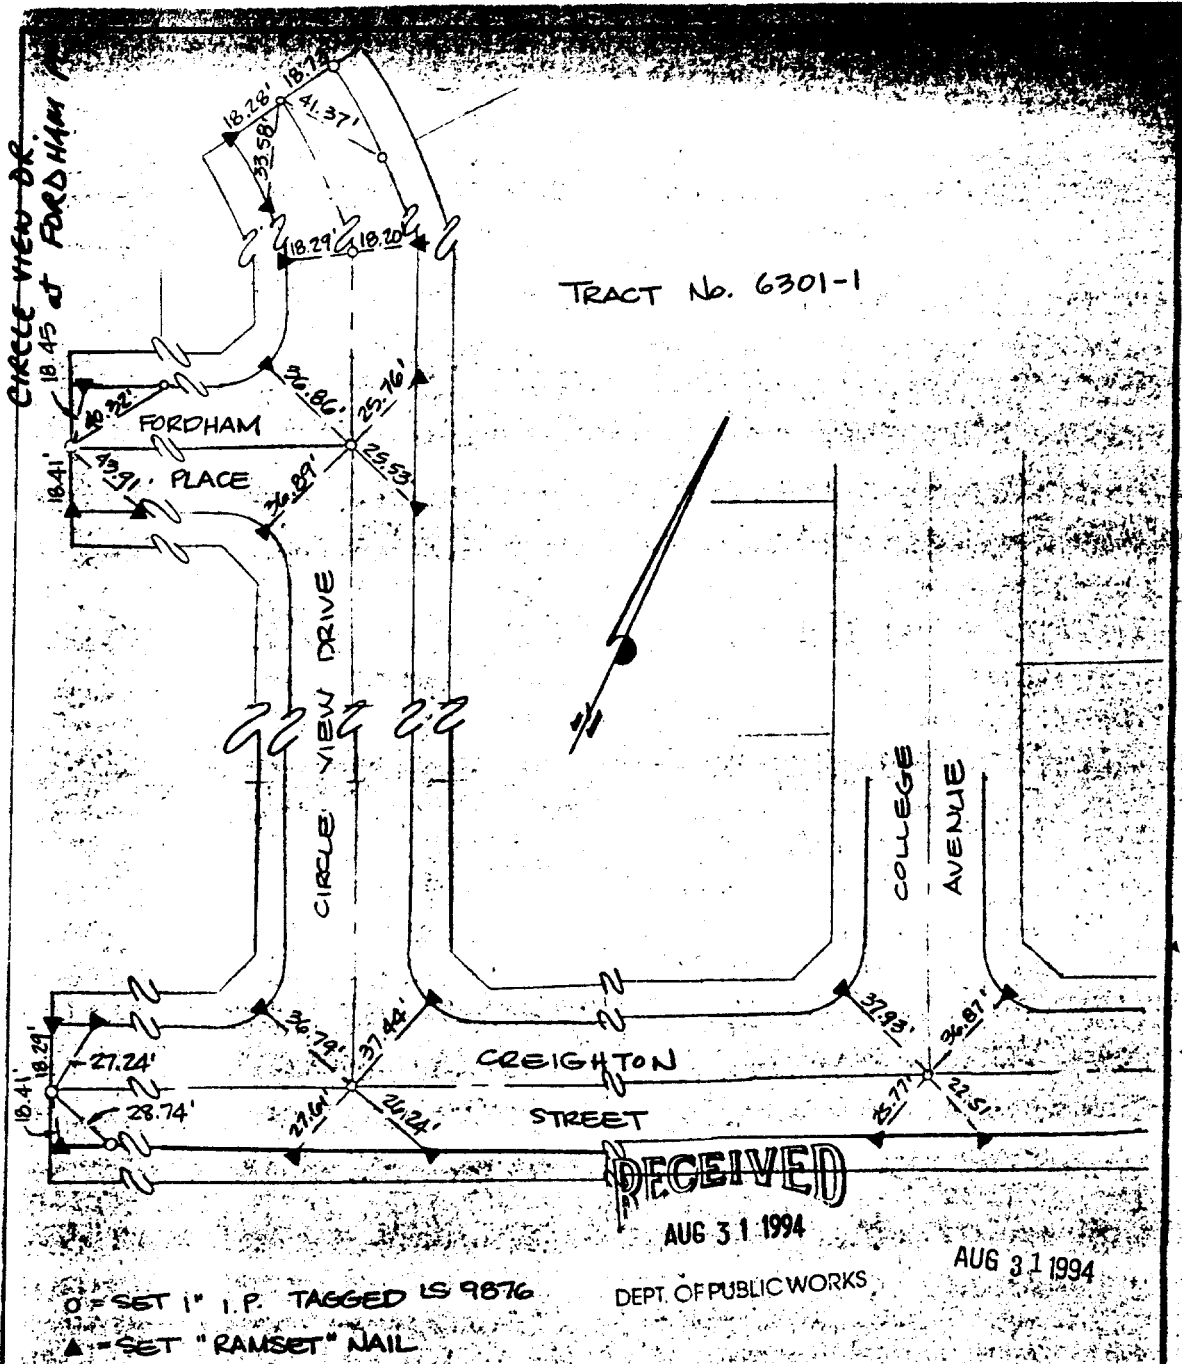 CIRCLE VIEW DR.
18.45 at FORDHAM
18.28'
18.73
41.37'
33.58'
18.29'
18.20'
TRACT No. 6301-1
36.86'
25.76'
40.32'
FORDHAM
PLACE
18.41'
43.91'
36.89'
25.53
CIRCLE VIEW DRIVE
COLLEGE
AVENUE
36.74'
37.44'
37.93'
36.87'
18.29'
27.24'
CREIGHTON
STREET
18.41'
28.74'
27.61'
26.24'
25.77'
22.51'
RECEIVED
AUG 31 1994
DEPT. OF PUBLIC WORKS
AUG 31 1994
O = SET 1" I.P. TAGGED LS 9876
▲ = SET "RAMSET" NAIL